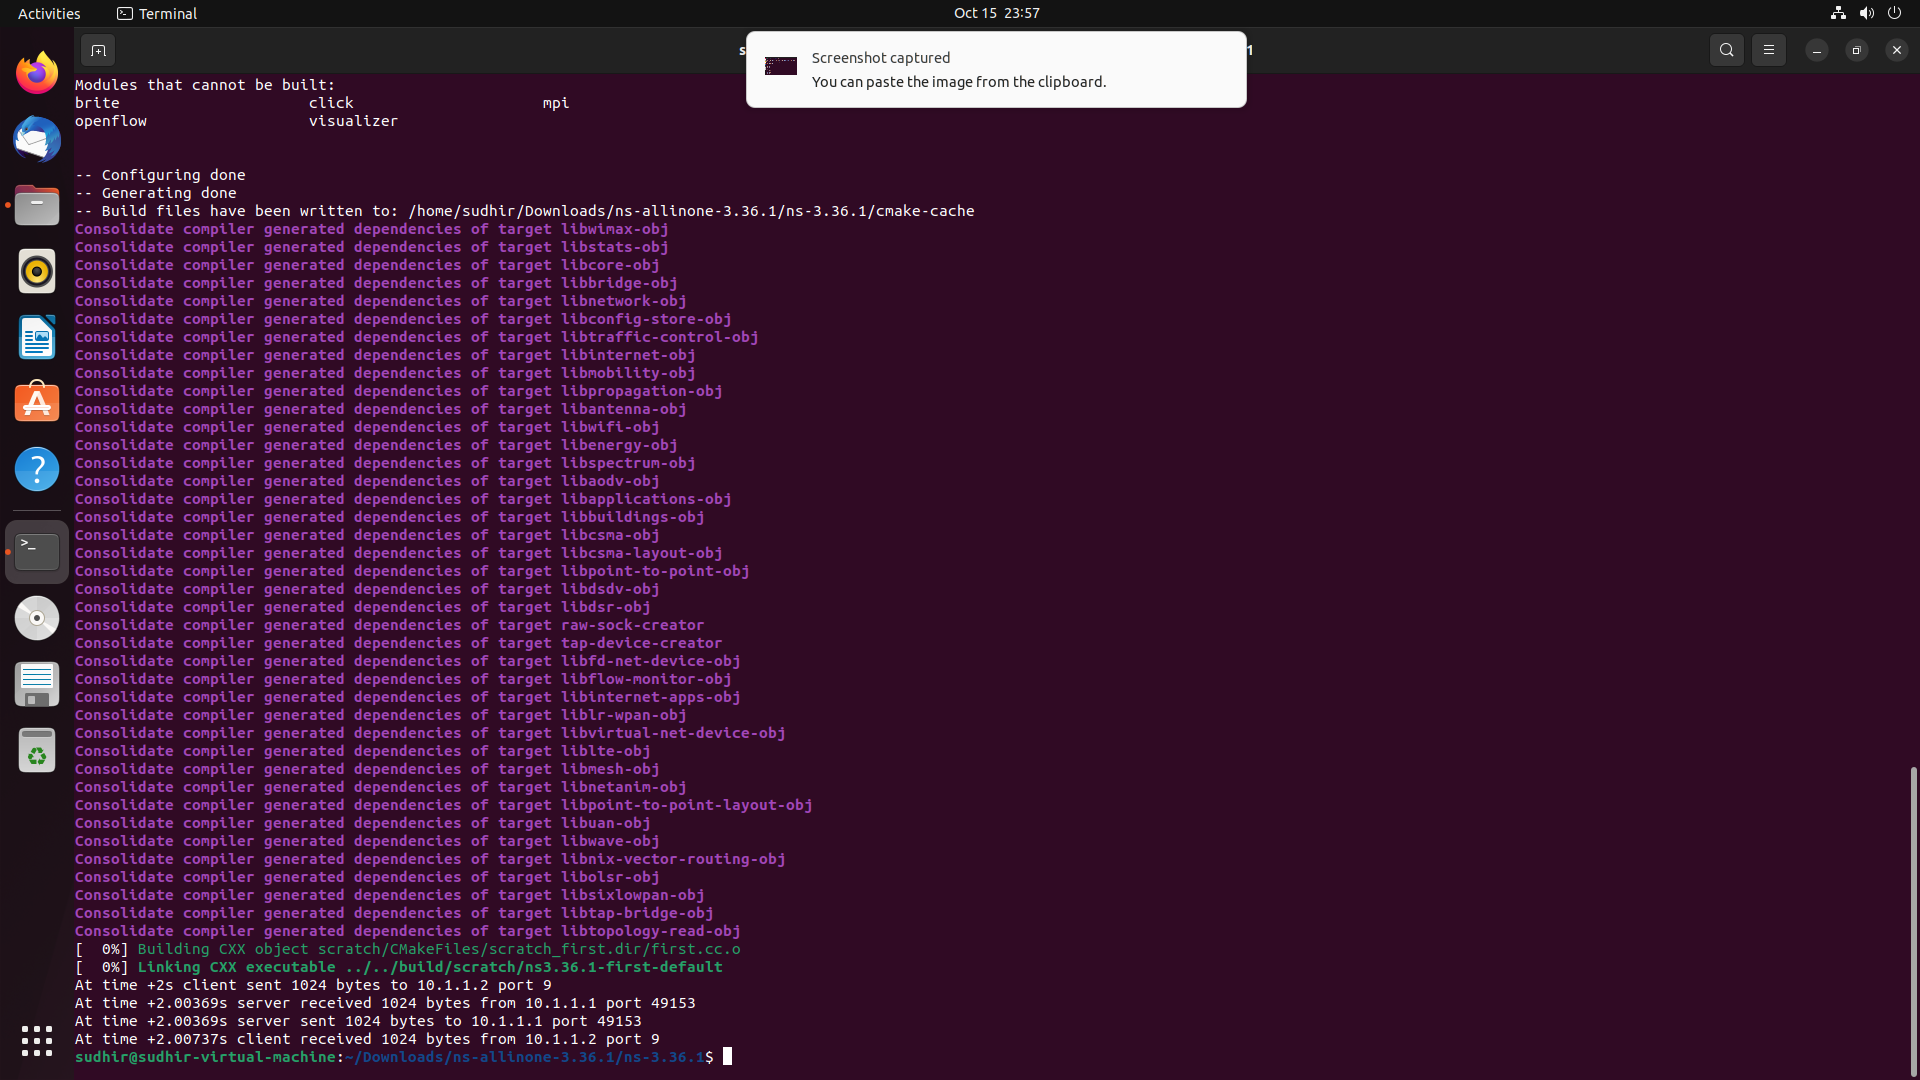 Activities
Terminal
Oct 15 23:57
Screenshot captured
You can paste the image from the clipboard.
Modules that cannot be built:
brite click mpi
openflow visualizer
-- Configuring done
-- Generating done
-- Build files have been written to: /home/sudhir/Downloads/ns-allinone-3.36.1/ns-3.36.1/cmake-cache
Consolidate compiler generated dependencies of target libwimax-obj
Consolidate compiler generated dependencies of target libstats-obj
Consolidate compiler generated dependencies of target libcore-obj
Consolidate compiler generated dependencies of target libbridge-obj
Consolidate compiler generated dependencies of target libnetwork-obj
Consolidate compiler generated dependencies of target libconfig-store-obj
Consolidate compiler generated dependencies of target libtraffic-control-obj
Consolidate compiler generated dependencies of target libinternet-obj
Consolidate compiler generated dependencies of target libmobility-obj
Consolidate compiler generated dependencies of target libpropagation-obj
Consolidate compiler generated dependencies of target libantenna-obj
Consolidate compiler generated dependencies of target libwifi-obj
Consolidate compiler generated dependencies of target libenergy-obj
Consolidate compiler generated dependencies of target libspectrum-obj
Consolidate compiler generated dependencies of target libaodv-obj
Consolidate compiler generated dependencies of target libapplications-obj
Consolidate compiler generated dependencies of target libbuildings-obj
Consolidate compiler generated dependencies of target libcsma-obj
Consolidate compiler generated dependencies of target libcsma-layout-obj
Consolidate compiler generated dependencies of target libpoint-to-point-obj
Consolidate compiler generated dependencies of target libdsdv-obj
Consolidate compiler generated dependencies of target libdsr-obj
Consolidate compiler generated dependencies of target raw-sock-creator
Consolidate compiler generated dependencies of target tap-device-creator
Consolidate compiler generated dependencies of target libfd-net-device-obj
Consolidate compiler generated dependencies of target libflow-monitor-obj
Consolidate compiler generated dependencies of target libinternet-apps-obj
Consolidate compiler generated dependencies of target liblr-wpan-obj
Consolidate compiler generated dependencies of target libvirtual-net-device-obj
Consolidate compiler generated dependencies of target liblte-obj
Consolidate compiler generated dependencies of target libmesh-obj
Consolidate compiler generated dependencies of target libnetanim-obj
Consolidate compiler generated dependencies of target libpoint-to-point-layout-obj
Consolidate compiler generated dependencies of target libuan-obj
Consolidate compiler generated dependencies of target libwave-obj
Consolidate compiler generated dependencies of target libnix-vector-routing-obj
Consolidate compiler generated dependencies of target libolsr-obj
Consolidate compiler generated dependencies of target libsixlowpan-obj
Consolidate compiler generated dependencies of target libtap-bridge-obj
Consolidate compiler generated dependencies of target libtopology-read-obj
[  0%] Building CXX object scratch/CMakeFiles/scratch_first.dir/first.cc.o
[  0%] Linking CXX executable ../../build/scratch/ns3.36.1-first-default
At time +2s client sent 1024 bytes to 10.1.1.2 port 9
At time +2.00369s server received 1024 bytes from 10.1.1.1 port 49153
At time +2.00369s server sent 1024 bytes to 10.1.1.1 port 49153
At time +2.00737s client received 1024 bytes from 10.1.1.2 port 9
sudhir@sudhir-virtual-machine:~/Downloads/ns-allinone-3.36.1/ns-3.36.1$